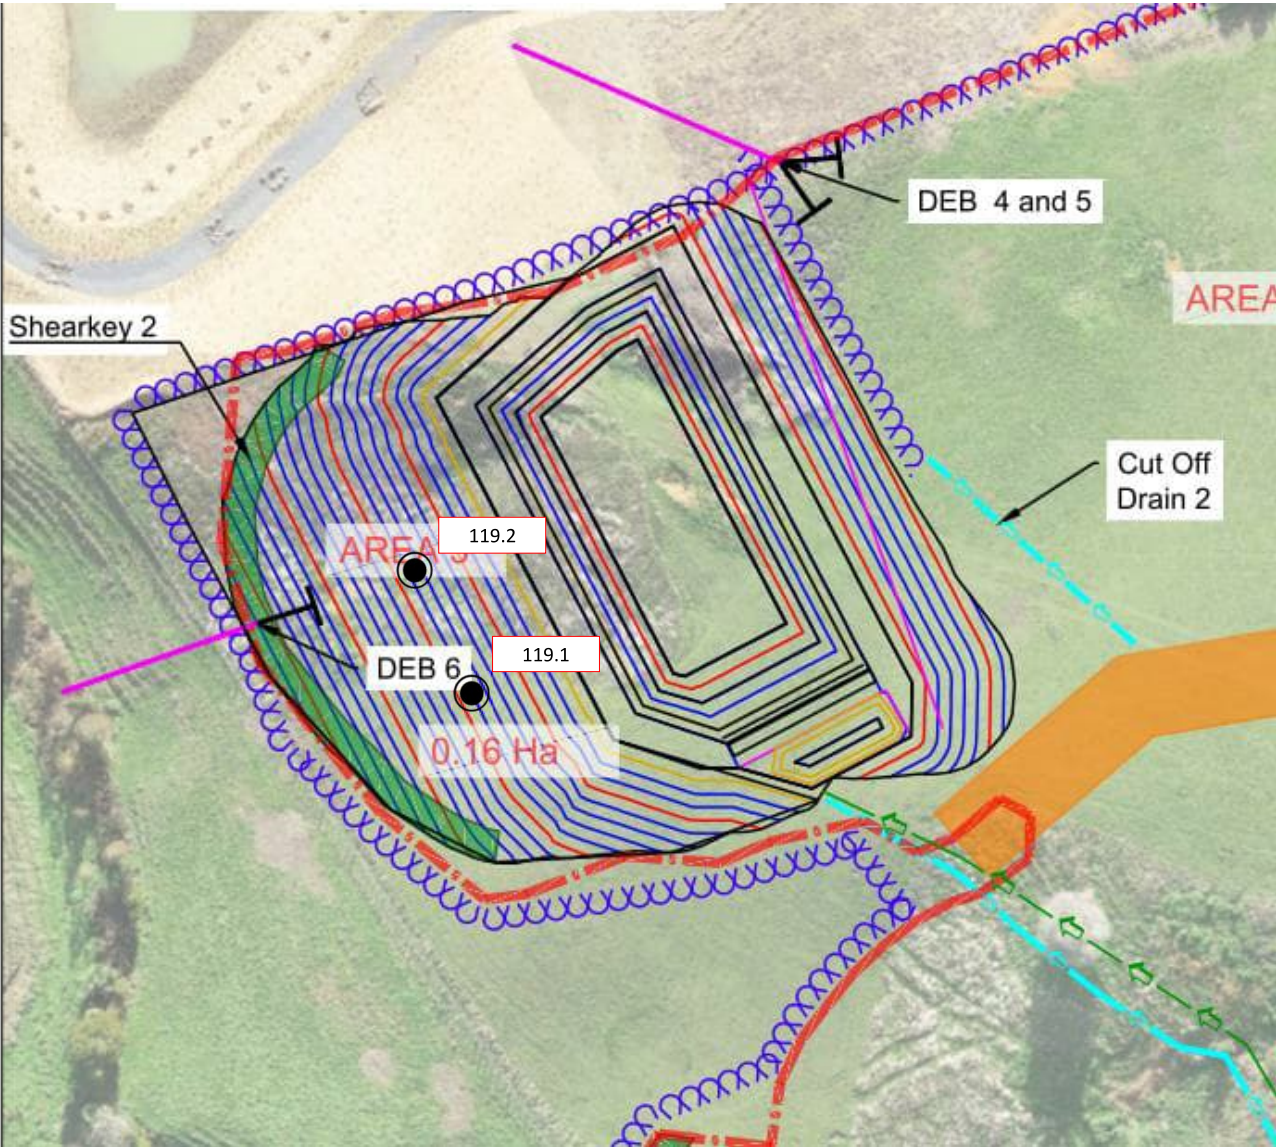 DEB 4 and 5
AREA
Shearkey 2
Cut Off
Drain 2
119.2
AREA
119.1
DEB 6
0.16 Ha